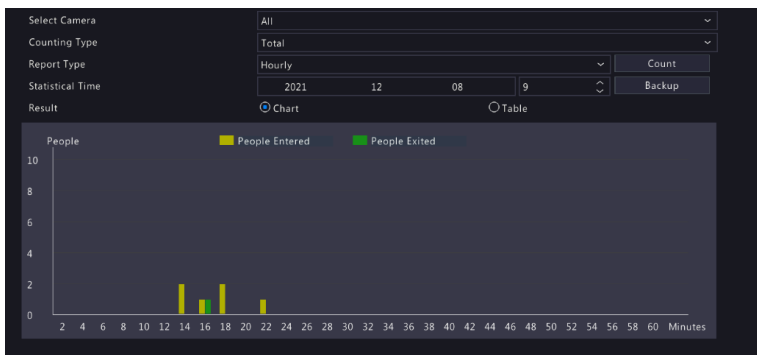 Select Camera All
Counting Type Total
Report Type Hourly Count
Statistical Time 2021 12 08 9 Backup
Result Chart Table
People People Entered People Exited
10
8
6
4
2
0
2 4 6 8 10 12 14 16 18 20 22 24 26 28 30 32 34 36 38 40 42 44 46 48 50 52 54 56 58 60 Minutes